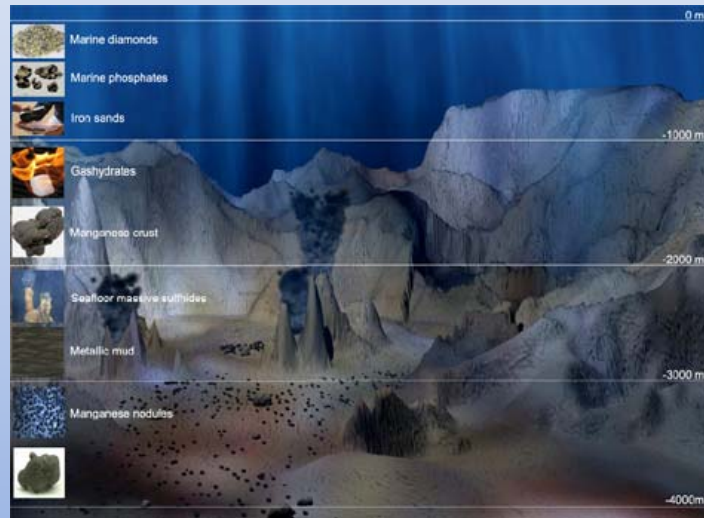 0 m
Marine diamonds
Marine phosphates
Iron sands
-1000 m
Gashydrates
Manganese crust
-2000 m
Seafloor massive sulfhides
Metallic mud
-3000 m
Manganese nodules
-4000m